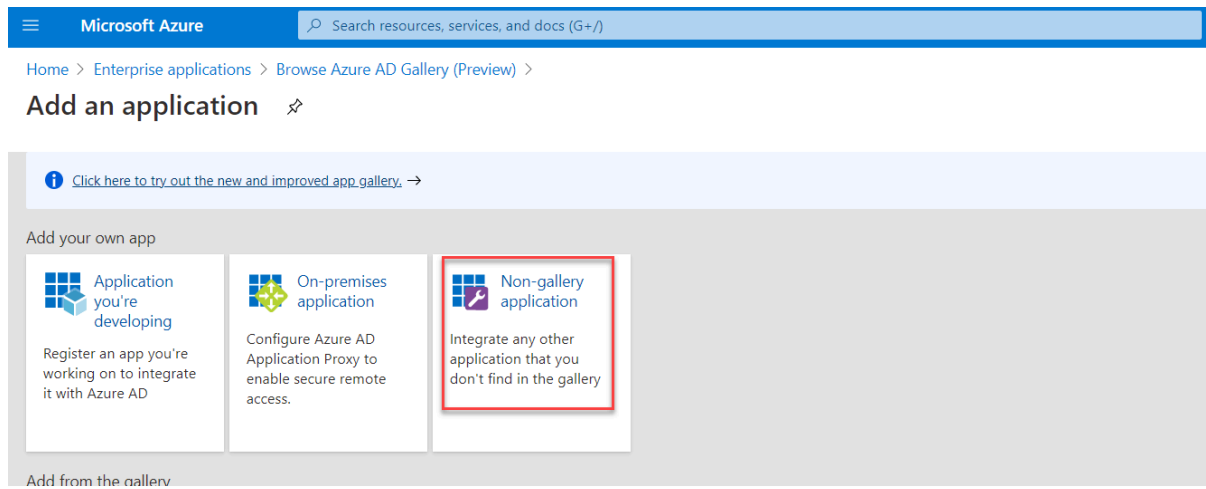 Microsoft Azure
Search resources, services, and docs (G+/)
Home > Enterprise applications > Browse Azure AD Gallery (Preview) >
Add an application
Click here to try out the new and improved app gallery. →
Add your own app
Application
you're
developing
Register an app you're
working on to integrate
it with Azure AD
On-premises
application
Configure Azure AD
Application Proxy to
enable secure remote
access.
Non-gallery
application
Integrate any other
application that you
don't find in the gallery
Add from the gallery